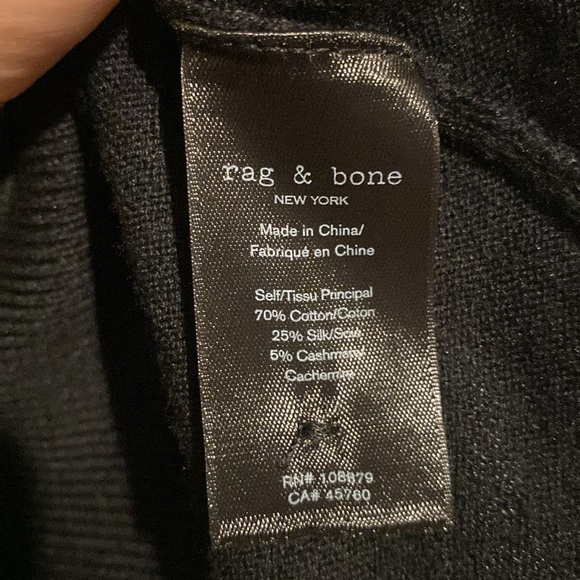 rag & bone
NEW YORK
Made in China/
Fabriqué en Chine
Self/Tissu Principal
70% Cotton/Coton
25% Silk/Soie
5% Cashmere/
Cachemire
RN#
CA# 45760